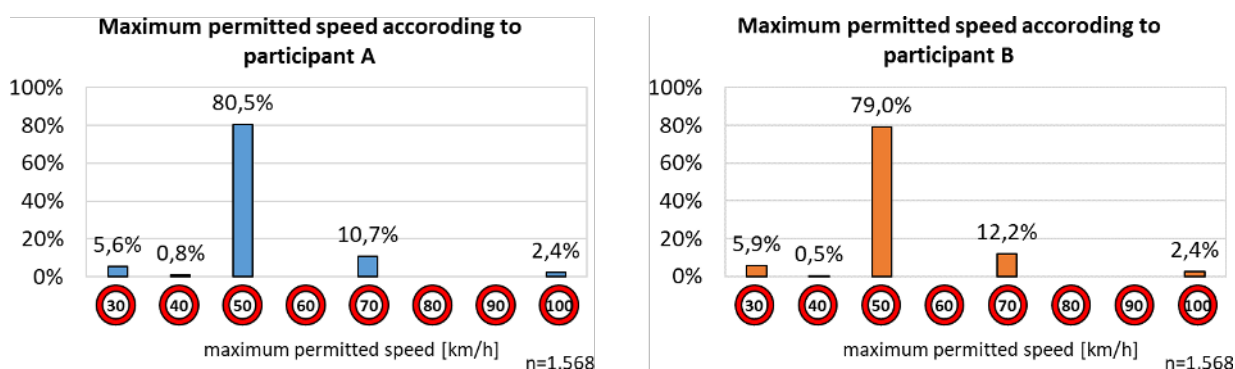 Maximum permitted speed accoroding to
participant A
100%
80%
60%
40%
20%
0%
5,6%
0,8%
80,5%
10,7%
2,4%
30 40 50 60 70 80 90 100
maximum permitted speed [km/h]
n=1.568
Maximum permitted speed accoroding to
participant B
100%
80%
60%
40%
20%
0%
5,9%
0,5%
79,0%
12,2%
2,4%
30 40 50 60 70 80 90 100
maximum permitted speed [km/h]
n=1.568